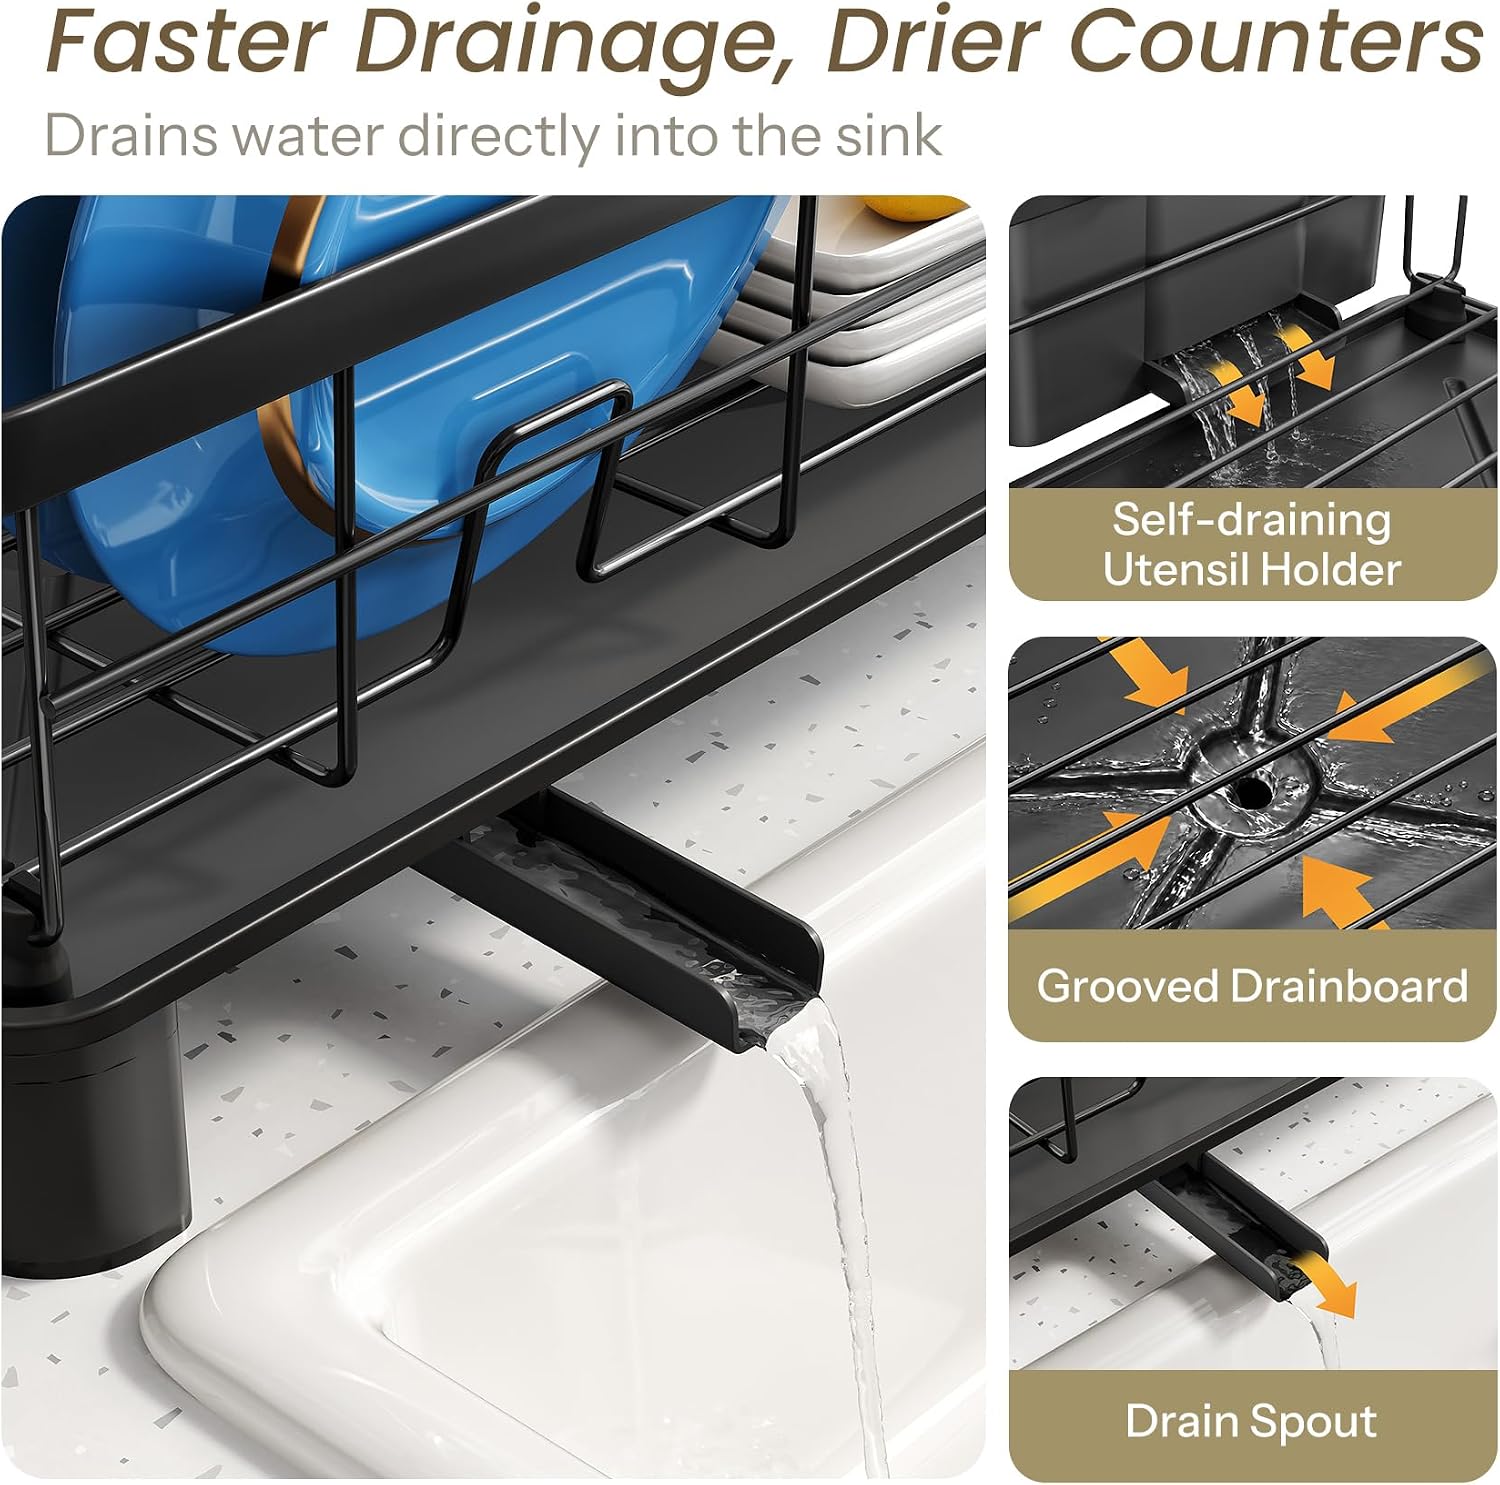 Faster Drainage, Drier Counters
Drains water directly into the sink
Self-draining
Utensil Holder
Grooved Drainboard
Drain Spout